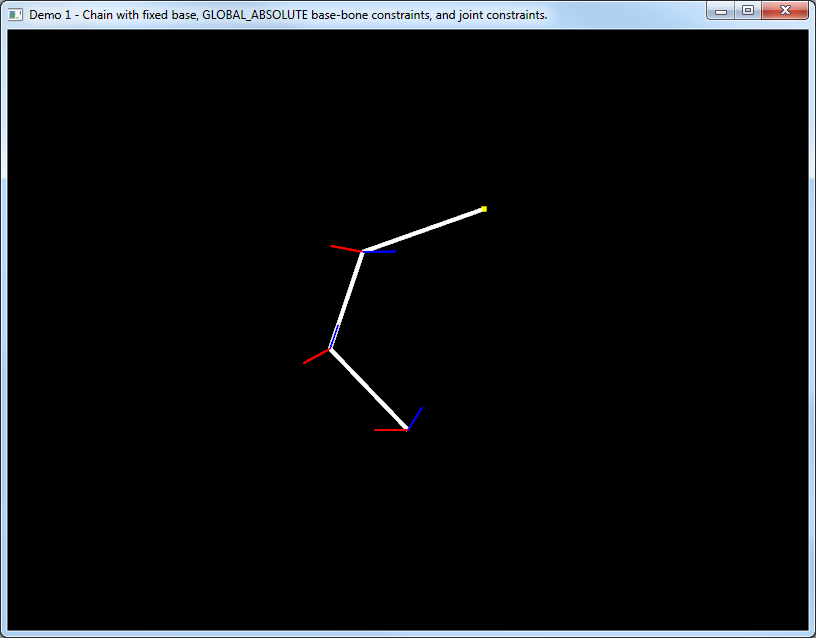 Demo 1 - Chain with fixed base, GLOBAL_ABSOLUTE base-bone constraints, and joint constraints.